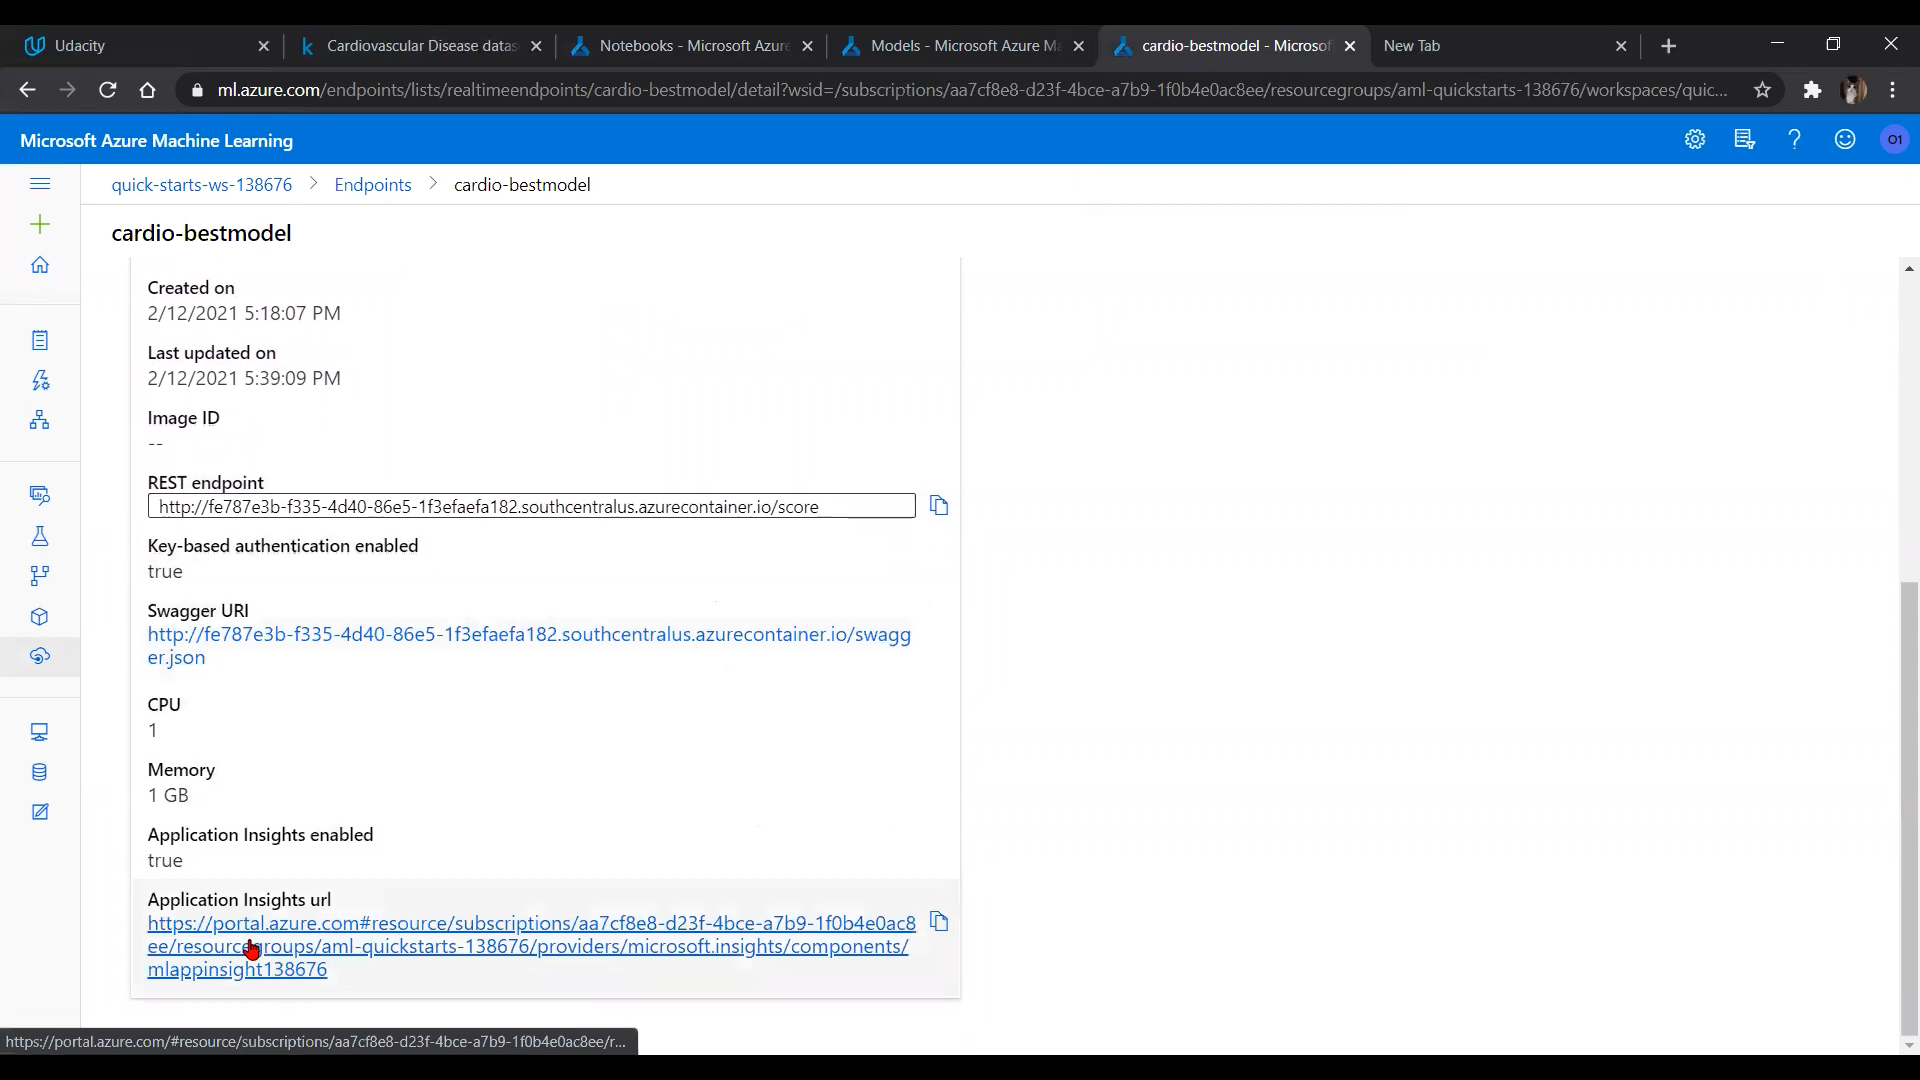 Udacity
Cardiovascular Disease datas
Notebooks - Microsoft Azure
Models - Microsoft Azure Ma
cardio-bestmodel - Microsof
New Tab
ml.azure.com/endpoints/lists/realtimeendpoints/cardio-bestmodel/detail?wsid=/subscriptions/aa7cf8e8-d23f-4bce-a7b9-1f0b4e0ac8ee/resourcegroups/aml-quickstarts-138676/workspaces/quic...
Microsoft Azure Machine Learning
O1
quick-starts-ws-138676 > Endpoints > cardio-bestmodel
cardio-bestmodel
Created on
2/12/2021 5:18:07 PM
Last updated on
2/12/2021 5:39:09 PM
Image ID
--
REST endpoint
http://fe787e3b-f335-4d40-86e5-1f3efaefa182.southcentralus.azurecontainer.io/score
Key-based authentication enabled
true
Swagger URI
http://fe787e3b-f335-4d40-86e5-1f3efaefa182.southcentralus.azurecontainer.io/swagg
er.json
CPU
1
Memory
1 GB
Application Insights enabled
true
Application Insights url
https://portal.azure.com#resource/subscriptions/aa7cf8e8-d23f-4bce-a7b9-1f0b4e0ac8
ee/resourcegroups/aml-quickstarts-138676/providers/microsoft.insights/components/
mlappinsight138676
https://portal.azure.com/#resource/subscriptions/aa7cf8e8-d23f-4bce-a7b9-1f0b4e0ac8ee/r...